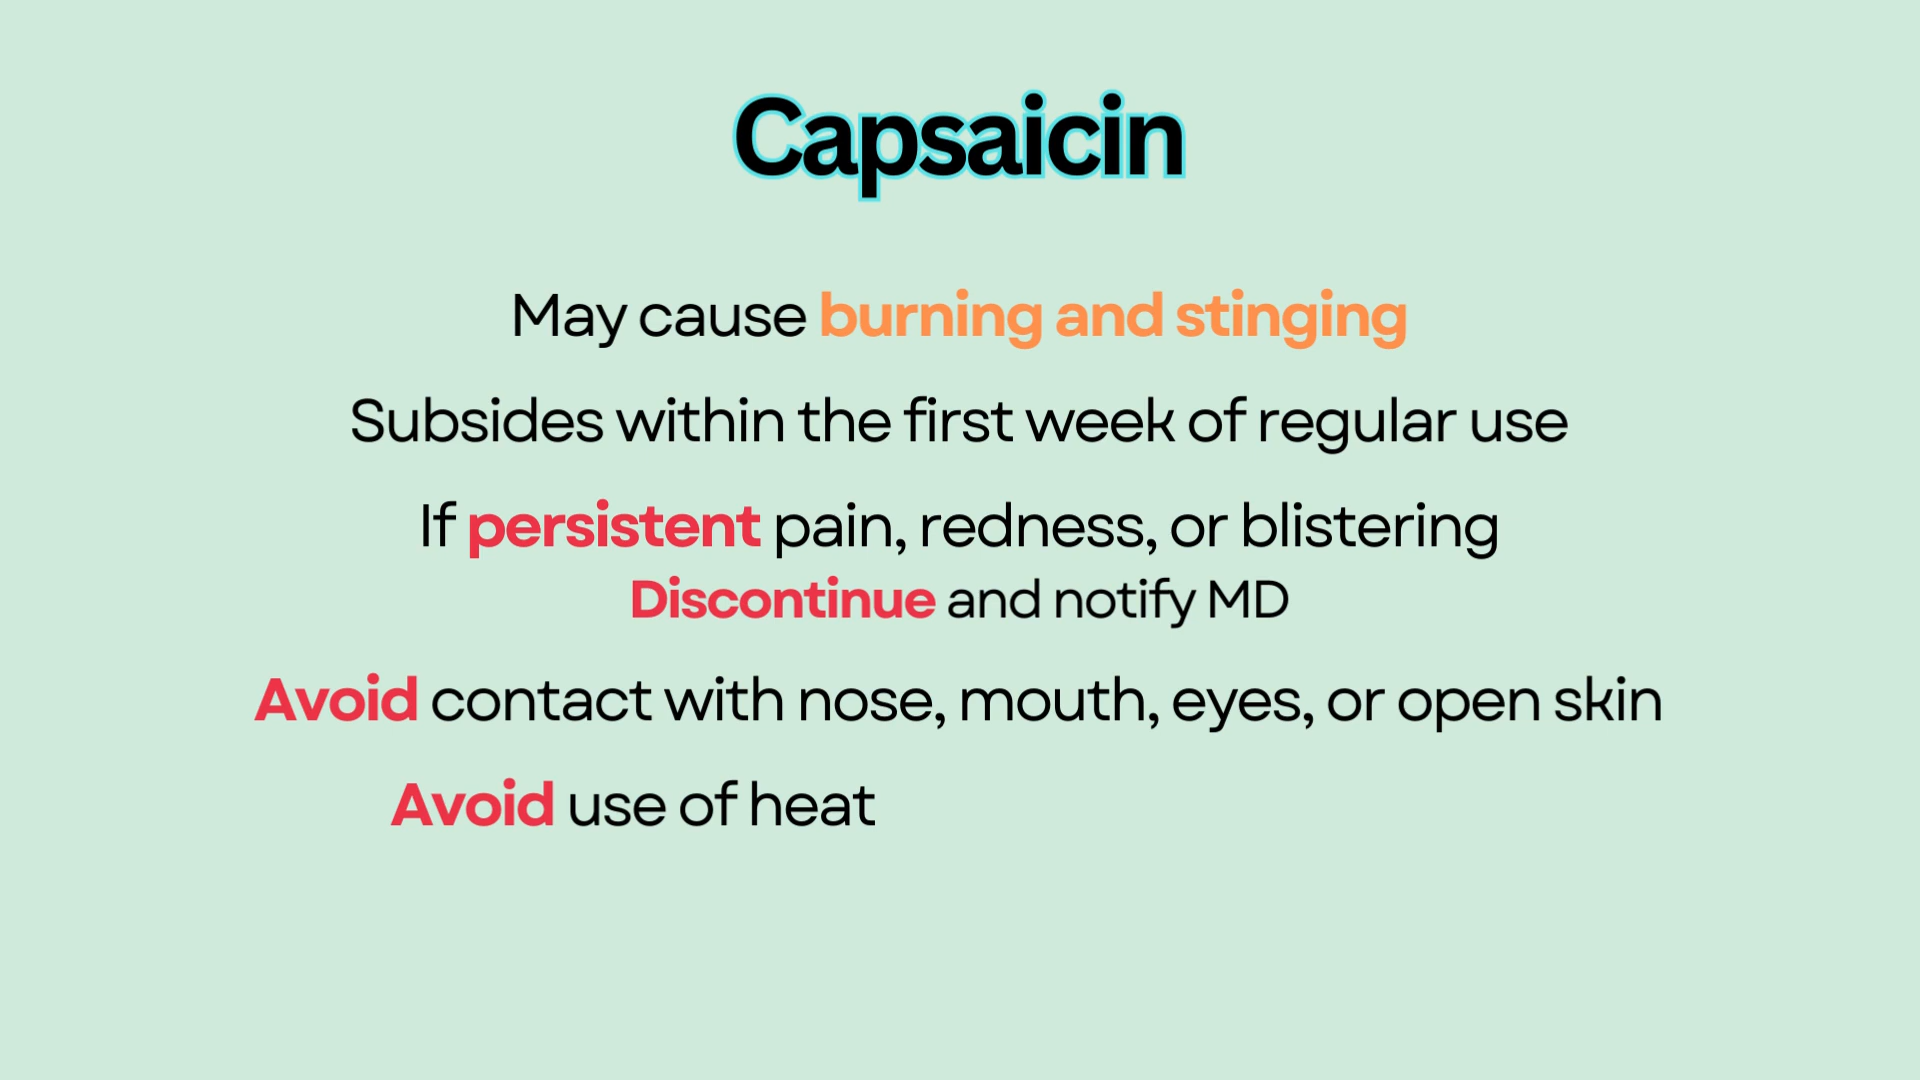 Capsaicin
May cause burning and stinging
Subsides within the first week of regular use
If persistent pain, redness, or blistering
Discontinue and notify MD
Avoid contact with nose, mouth, eyes, or open skin
Avoid use of heat